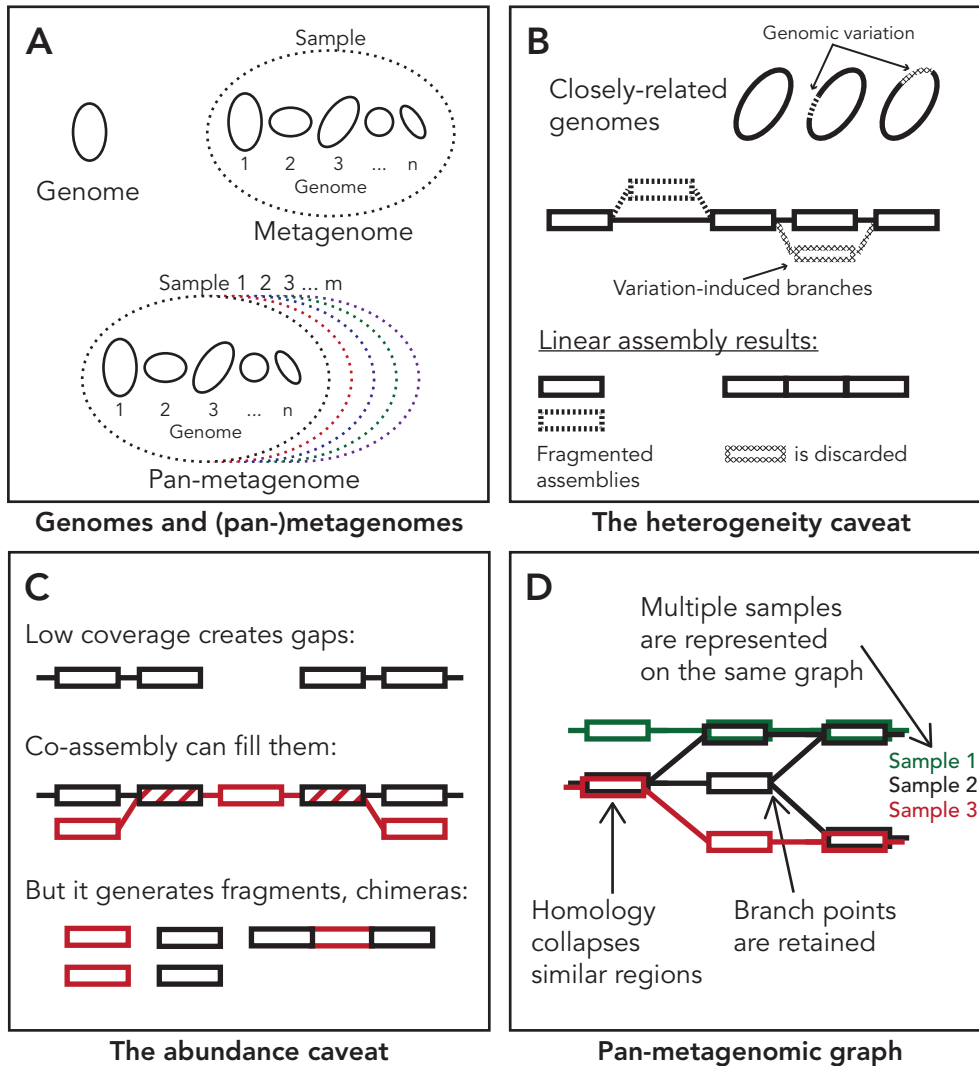 A
Sample
1 2 3 ... n
Genome
Genome
Metagenome
Sample 1 2 3 ... m
1 2 3 ... n
Genome
Pan-metagenome
Genomes and (pan-)metagenomes
B
Genomic variation
Closely-related
genomes
Variation-induced branches
Linear assembly results:
Fragmented
assemblies
is discarded
The heterogeneity caveat
C
Low coverage creates gaps:
Co-assembly can fill them:
But it generates fragments, chimeras:
The abundance caveat
D
Multiple samples
are represented
on the same graph
Sample 1
Sample 2
Sample 3
Homology
collapses
similar regions
Branch points
are retained
Pan-metagenomic graph